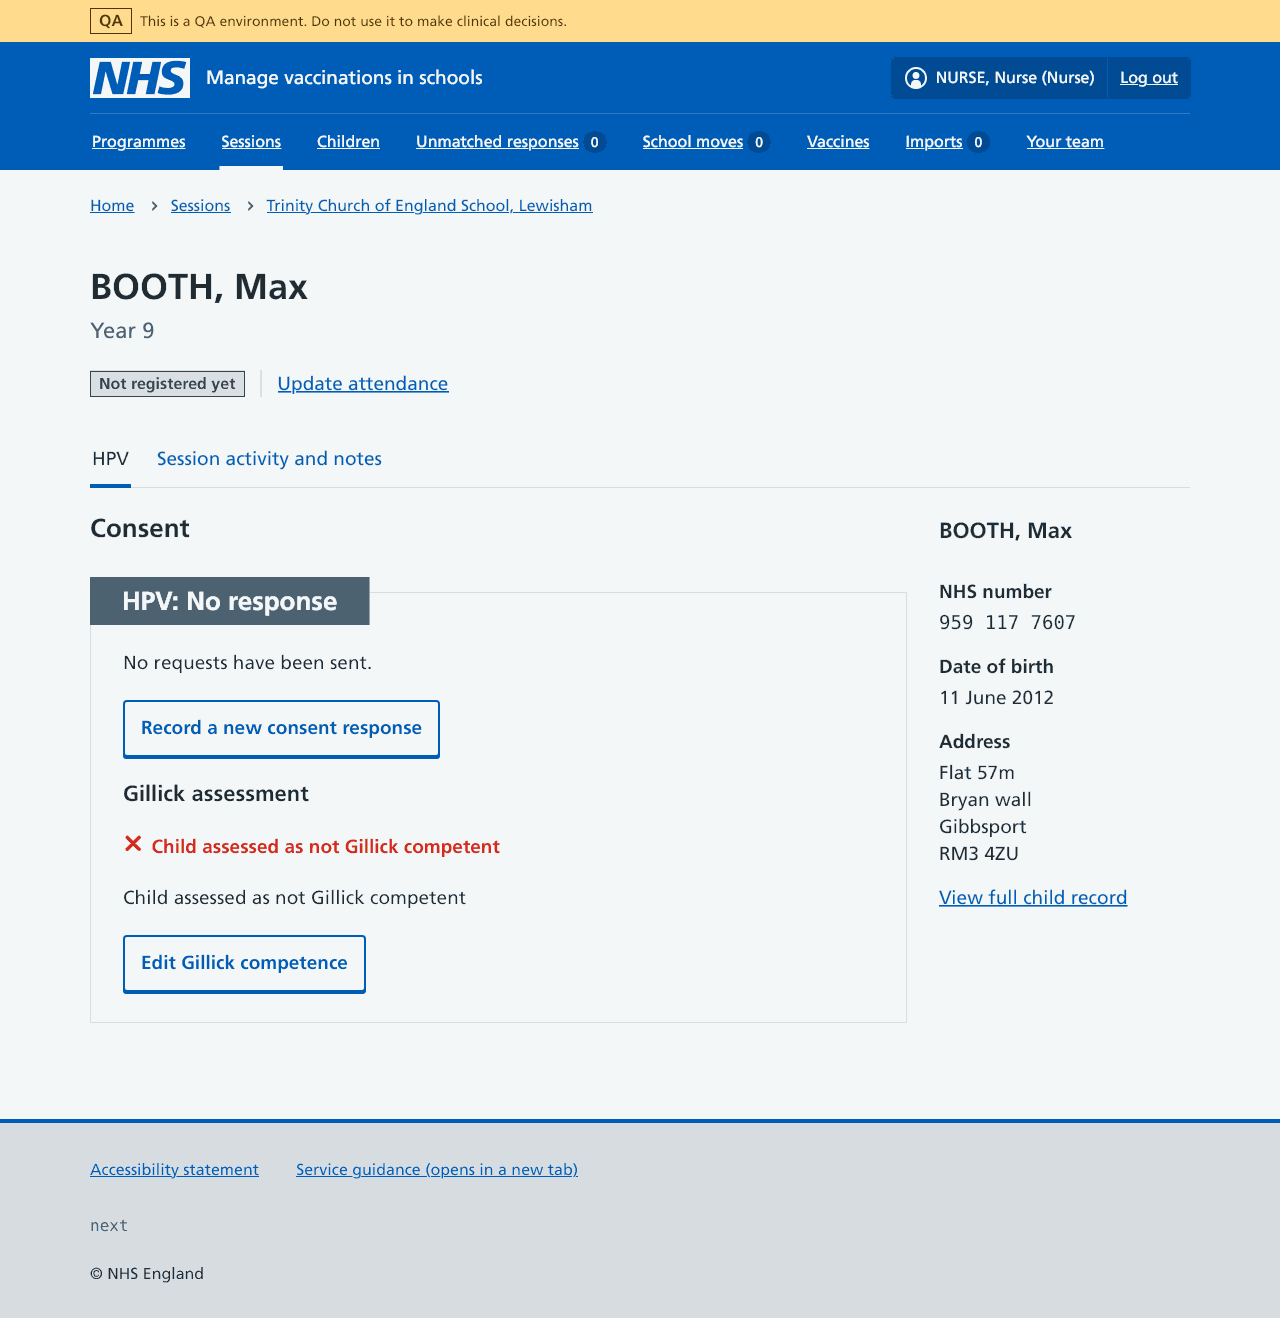 QA This is a QA environment. Do not use it to make clinical decisions.
NHS Manage vaccinations in schools
NURSE, Nurse (Nurse) Log out
Programmes Sessions Children Unmatched responses 0 School moves 0 Vaccines Imports 0 Your team
Home Sessions Trinity Church of England School, Lewisham
BOOTH, Max
Year 9
Not registered yet Update attendance
HPV Session activity and notes
Consent
HPV: No response
No requests have been sent.
Record a new consent response
Gillick assessment
Child assessed as not Gillick competent
Child assessed as not Gillick competent
Edit Gillick competence
BOOTH, Max
NHS number
959 117 7607
Date of birth
11 June 2012
Address
Flat 57m
Bryan wall
Gibbsport
RM3 4ZU
View full child record
Accessibility statement Service guidance (opens in a new tab)
next
© NHS England